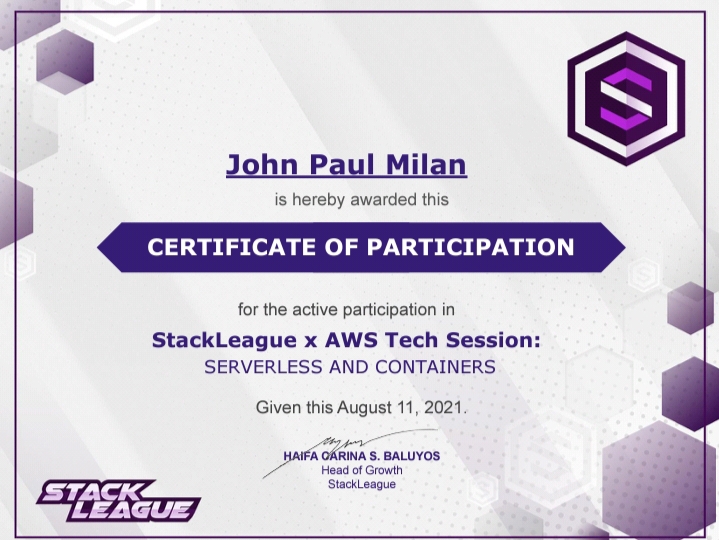 John Paul Milan
is hereby awarded this
CERTIFICATE OF PARTICIPATION
for the active participation in
StackLeague x AWS Tech Session:
SERVERLESS AND CONTAINERS
Given this August 11, 2021.
HAIFA CARINA S. BALUYOS
Head of Growth
StackLeague
STACK
LEAGUE